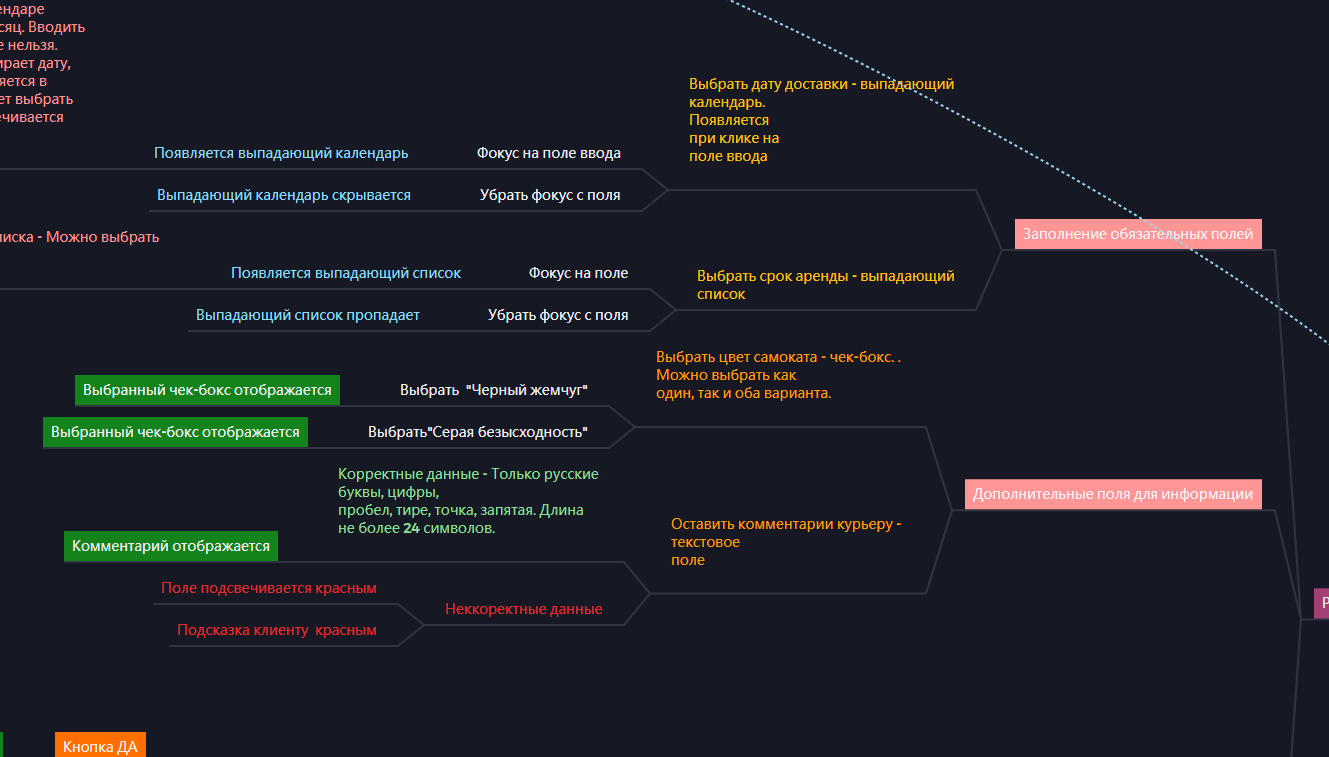 ендаре
сяц. Вводить
е нельзя.
ирает дату,
яется в
ет выбрать
ечивается
Выбрать дату доставки - выпадающий
календарь.
Появляется
при клике на
поле ввода
Появляется выпадающий календарь
Фокус на поле ввода
Выпадающий календарь скрывается
Убрать фокус с поля
Заполнение обязательных полей
писка - Можно выбрать
Появляется выпадающий список
Фокус на поле
Выбрать срок аренды - выпадающий
список
Выпадающий список пропадает
Убрать фокус с поля
Выбрать цвет самоката - чек-бокс. .
Можно выбрать как
один, так и оба варианта.
Выбранный чек-бокс отображается
Выбрать "Черный жемчуг"
Выбранный чек-бокс отображается
Выбрать"Серая безысходность"
Дополнительные поля для информации
Корректные данные - Только русские
буквы, цифры,
пробел, тире, точка, запятая. Длина
не более 24 символов.
Оставить комментарии курьеру -
текстовое
поле
Комментарий отображается
Поле подсвечивается красным
Неккоректные данные
Подсказка клиенту красным
Р
Кнопка ДА